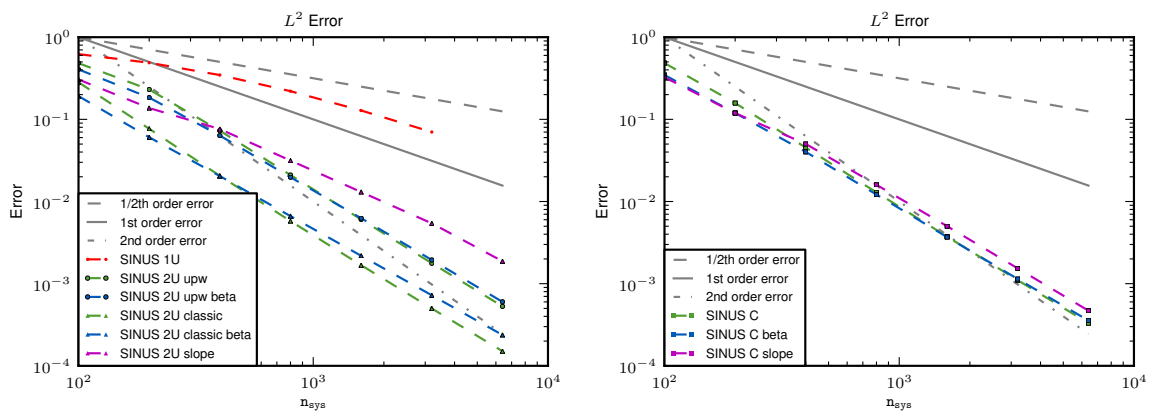 L² Error
10⁰
10⁻¹
10⁻²
10⁻³
10⁻⁴
Error
1/2th order error
1st order error
2nd order error
SINUS 1U
SINUS 2U upw
SINUS 2U upw beta
SINUS 2U classic
SINUS 2U classic beta
SINUS 2U slope
10² 10³ 10⁴
n_sys
L² Error
10⁰
10⁻¹
10⁻²
10⁻³
10⁻⁴
Error
1/2th order error
1st order error
2nd order error
SINUS C
SINUS C beta
SINUS C slope
10² 10³ 10⁴
n_sys